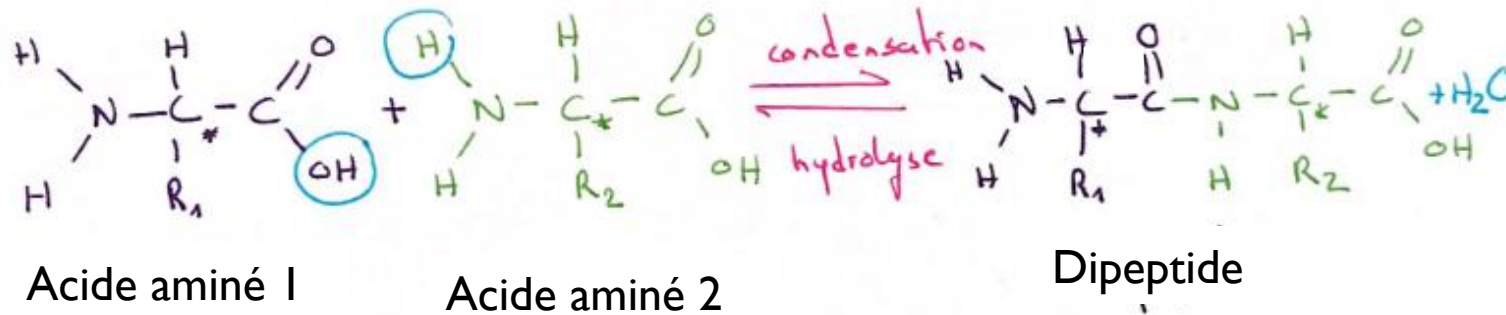 H H O H H O condensation H O H O
H N - C* - C + N - C* - C H N - C* - C - N - C* - C + H₂O
H R₁ OH H R₂ OH hydrolyse H R₁ H R₂ OH
Acide aminé 1 Acide aminé 2 Dipeptide